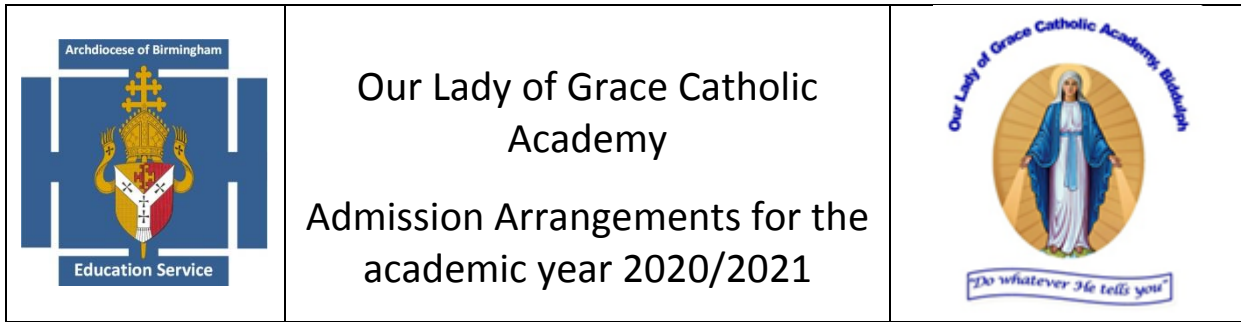 Archdiocese of Birmingham
Education Service
Our Lady of Grace Catholic
Academy
Admission Arrangements for the
academic year 2020/2021
Our Lady of Grace Catholic Academy, Biddulph
"Do whatever He tells you"